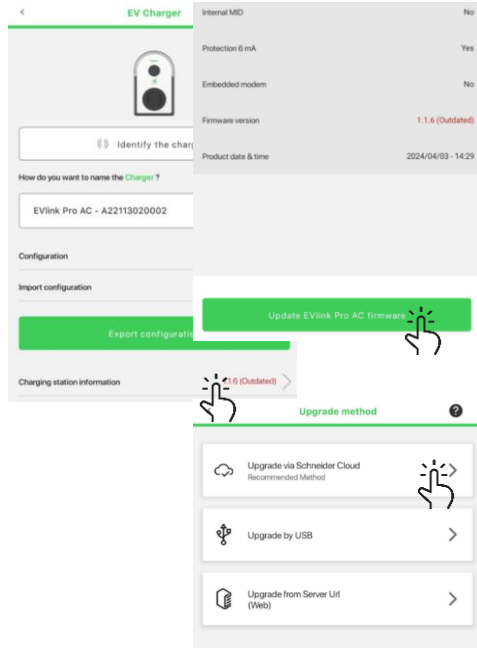 EV Charger
Identify the char
How do you want to name the Charger ?
EVlink Pro AC - A22113020002
Configuration
Import configuration
Export configurati
Charging station information
1.6 (Outdated)
Internal MID
No
Protection 6 mA
Yes
Embedded modem
No
Firmware version
1.1.6 (Outdated)
Product date & time
2024/04/03 - 14:29
Update EVlink Pro AC firmware
Upgrade method
?
Upgrade via Schneider Cloud
Recommended Method
Upgrade by USB
Upgrade from Server Url
(Web)